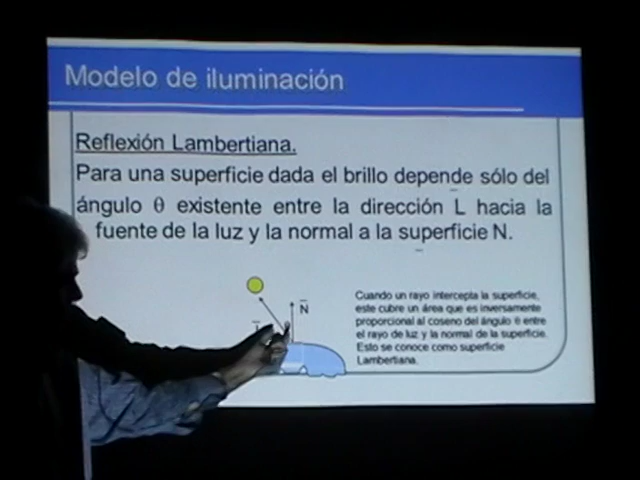 Modelo de iluminación
Reflexión Lambertiana.
Para una superficie dada el brillo depende sólo del
ángulo θ existente entre la dirección L hacia la
fuente de la luz y la normal a la superficie N.
N
Cuando un rayo intercepta la superficie,
este cubre un área que es inversamente
proporcional al coseno del ángulo θ entre
el rayo de luz y la normal de la superficie.
Esto se conoce como superficie
Lambertiana.